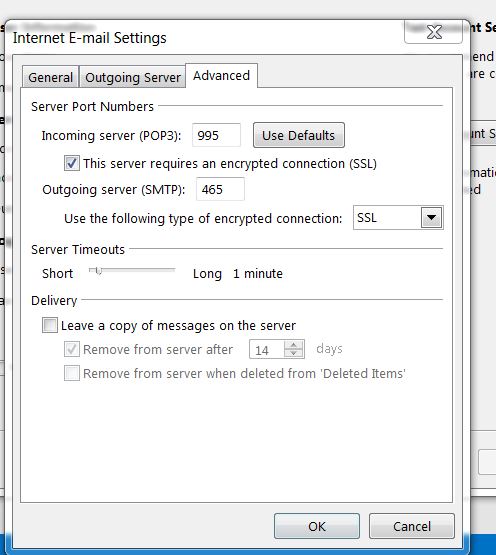 Internet E-mail Settings
General Outgoing Server Advanced
Server Port Numbers
Incoming server (POP3): 995 Use Defaults
This server requires an encrypted connection (SSL)
Outgoing server (SMTP): 465
Use the following type of encrypted connection: SSL
Server Timeouts
Short Long 1 minute
Delivery
Leave a copy of messages on the server
Remove from server after 14 days
Remove from server when deleted from 'Deleted Items'
OK Cancel